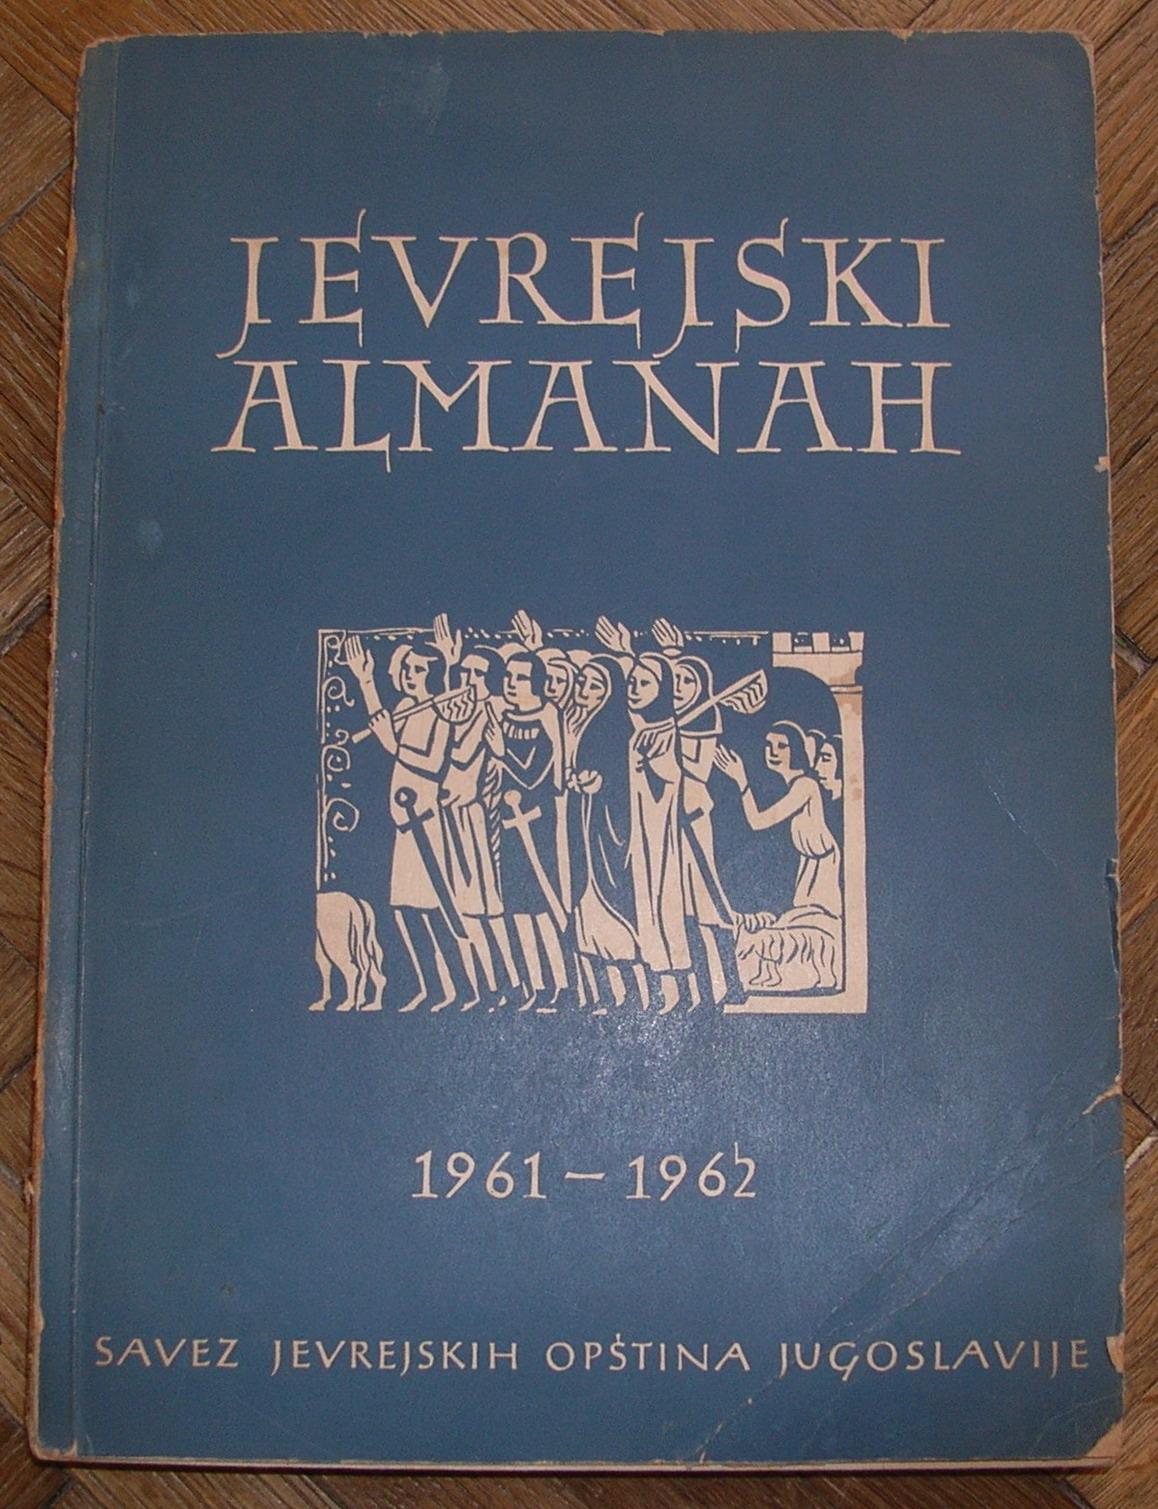 JEVREJSKI
ALMANAH
1961 – 1962
SAVEZ JEVREJSKIH OPŠTINA JUGOSLAVIJE